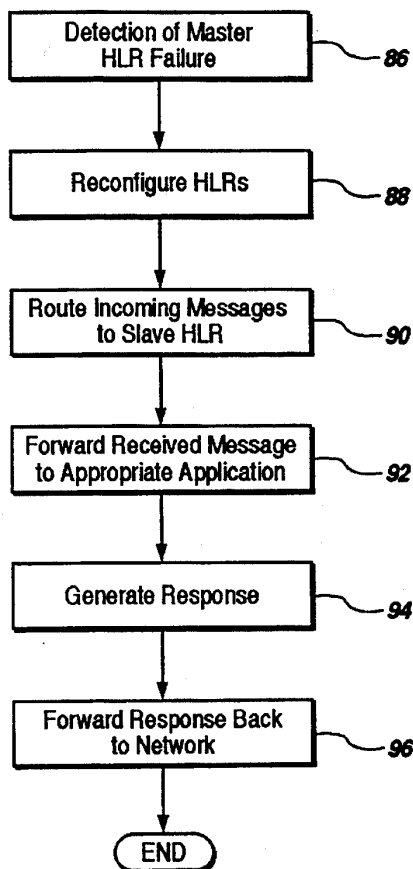 Detection of Master
HLR Failure
86
Reconfigure HLRs
88
Route Incoming Messages
to Slave HLR
90
Forward Received Message
to Appropriate Application
92
Generate Response
94
Forward Response Back
to Network
96
END